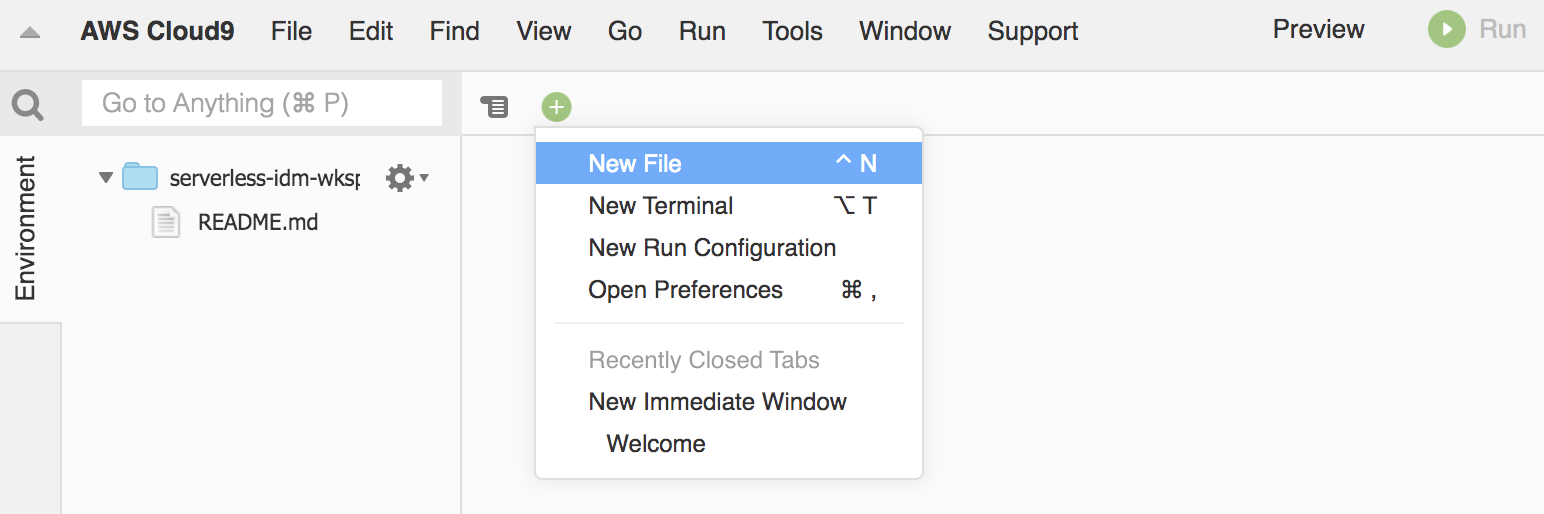 AWS Cloud9 File Edit Find View Go Run Tools Window Support Preview Run
Go to Anything (⌘ P)
Environment
serverless-idm-wksp
README.md
New File ^ N
New Terminal ⌥ T
New Run Configuration
Open Preferences ⌘ ,
Recently Closed Tabs
New Immediate Window
Welcome